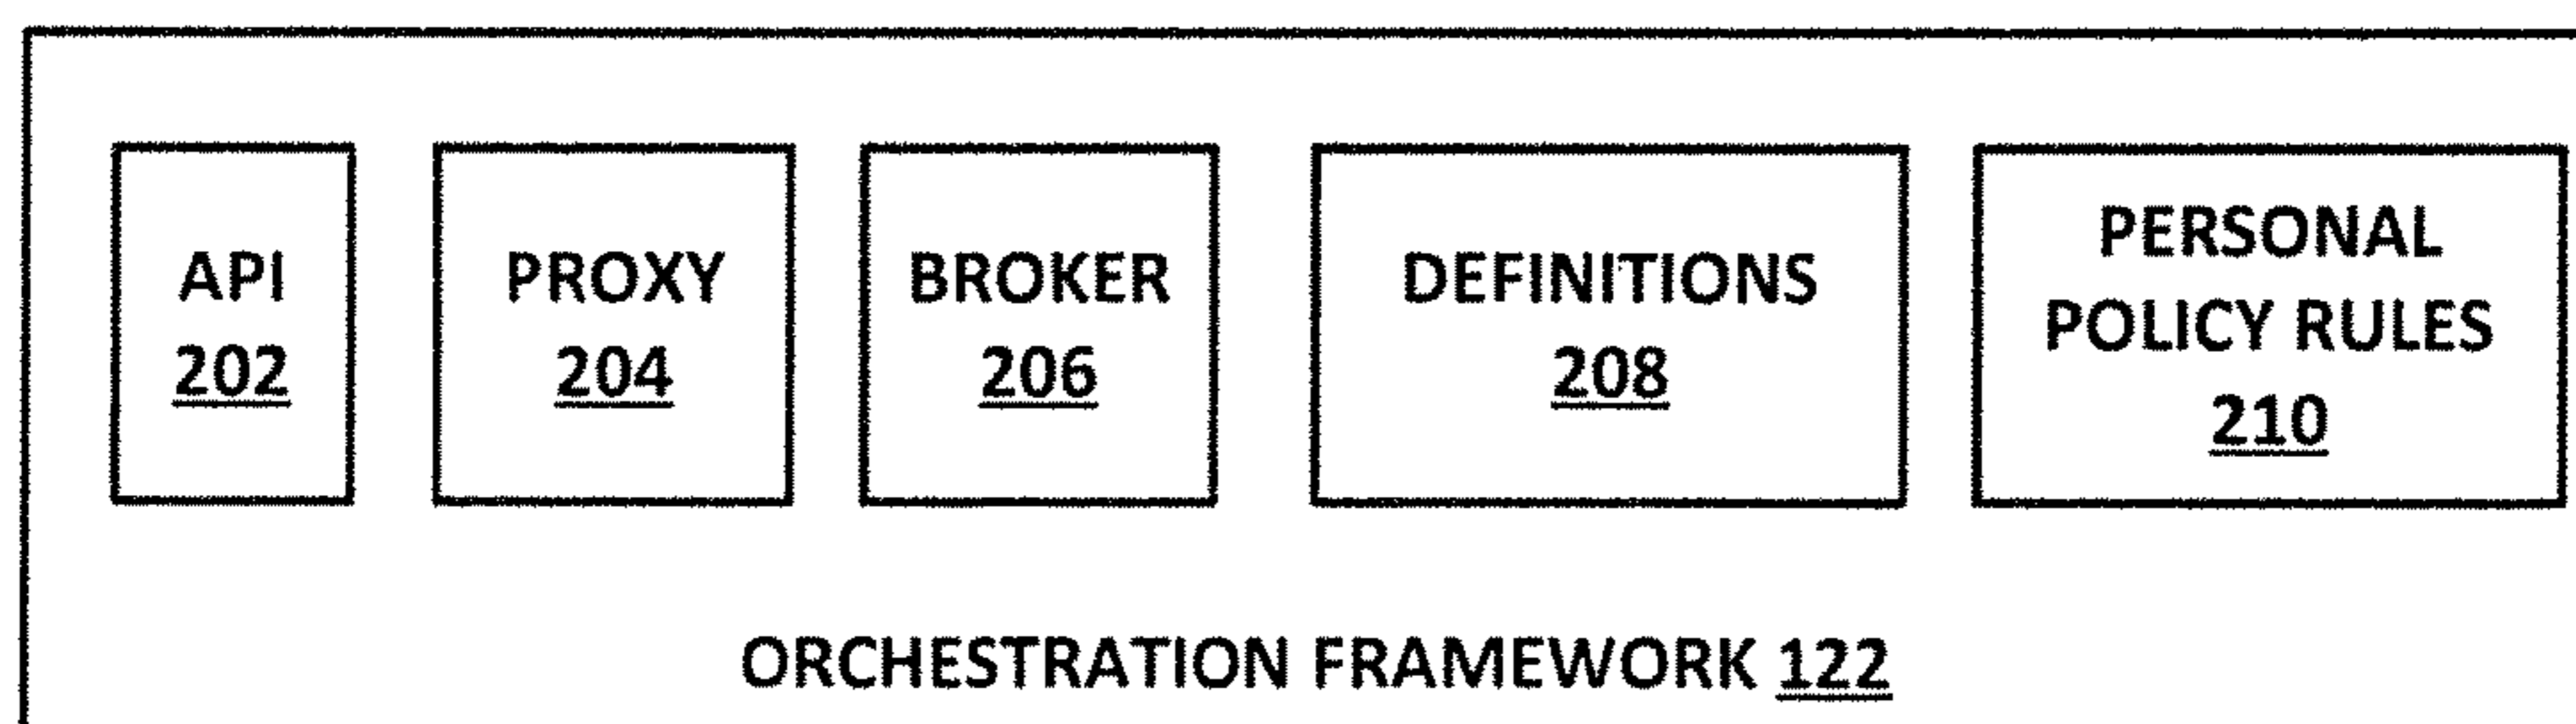 API
202
PROXY
204
BROKER
206
DEFINITIONS
208
PERSONAL
POLICY RULES
210
ORCHESTRATION FRAMEWORK 122